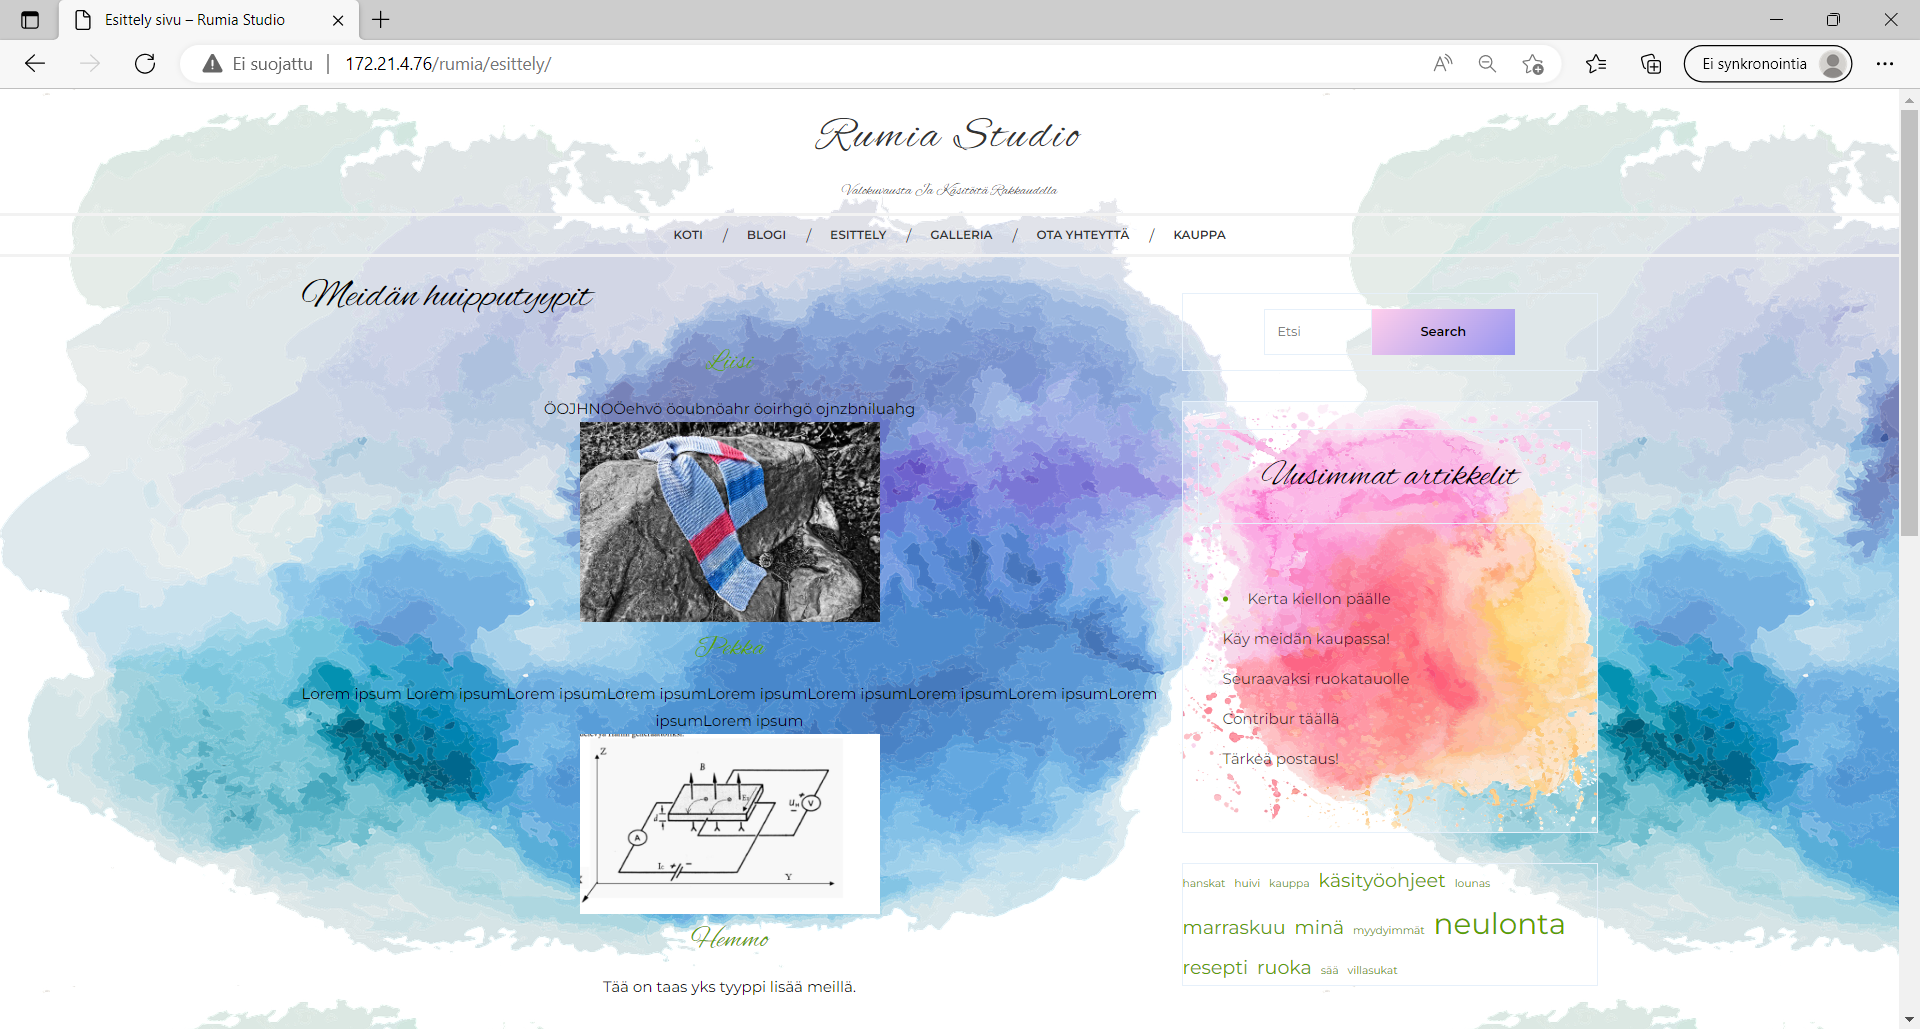 Esittely sivu – Rumia Studio
Ei suojattu 172.21.4.76/rumia/esittely/
Ei synkronointia
Rumia Studio
Valokuvausta Ja Käsitöitä Rakkaudella
KOTI / BLOGI / ESITTELY / GALLERIA / OTA YHTEYTTÄ / KAUPPA
Meidän huipputyypit
Liisi
ÖOJHNOÖehvö öoubnöahr öoirhgö ojnzbniluahg
Pekka
Lorem ipsum Lorem ipsumLorem ipsumLorem ipsumLorem ipsumLorem ipsumLorem ipsumLorem ipsumLorem
ipsumLorem ipsum
Z
B
V
A
Y
Hemmo
Tää on taas yks tyyppi lisää meillä.
Etsi
Search
Uusimmat artikkelit
Kerta kiellon päälle
Käy meidän kaupassa!
Seuraavaksi ruokatauolle
Contribur täällä
Tärkeä postaus!
hanskat huivi kauppa käsityöohjeet lounas
marraskuu minä myydyimmät neulonta
resepti ruoka sää villasukat